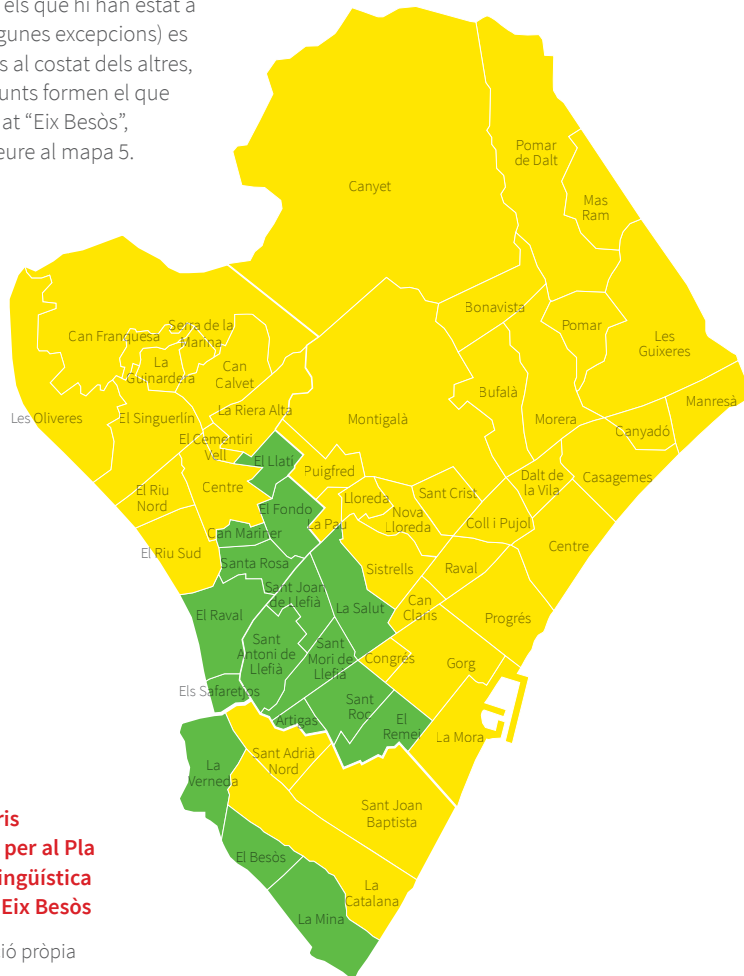 els que hi han estat a
gunes excepcions) es
s al costat dels altres,
unts formen el que
at “Eix Besòs”,
eure al mapa 5.
Canyet
Pomar
de Dalt
Mas
Ram
Bonavista
Pomar
Les
Guixeres
Can Franquesa
Serra de la
Marina
La
Guinardera
Can
Calvet
Bufalà
Manresà
Les Oliveres
El Singuerlín
La Riera Alta
Montigalà
Morera
Canyadó
El Cementiri
Vell
El Llatí
Puigfred
Dalt de
la Vila
Casagemes
El Riu
Nord
Centre
Lloreda
Sant Crist
El Fondo
La Pau
Nova
Lloreda
Coll i Pujol
Can Mariner
Centre
El Riu Sud
Santa Rosa
Sistrells
Raval
Sant Joan
de Llefià
La Salut
Can
Claris
El Raval
Progrés
Sant
Antoni de
Llefià
Sant
Mori de
Llefià
Congrés
Gorg
Els Safaretjos
Sant
Roc
Artigas
El
Remei
La Mora
Sant Adrià
Nord
La
Verneda
Sant Joan
Baptista
El Besòs
La
Catalana
La Mina
ris
per al Pla
ingüística
Eix Besòs
ió pròpia